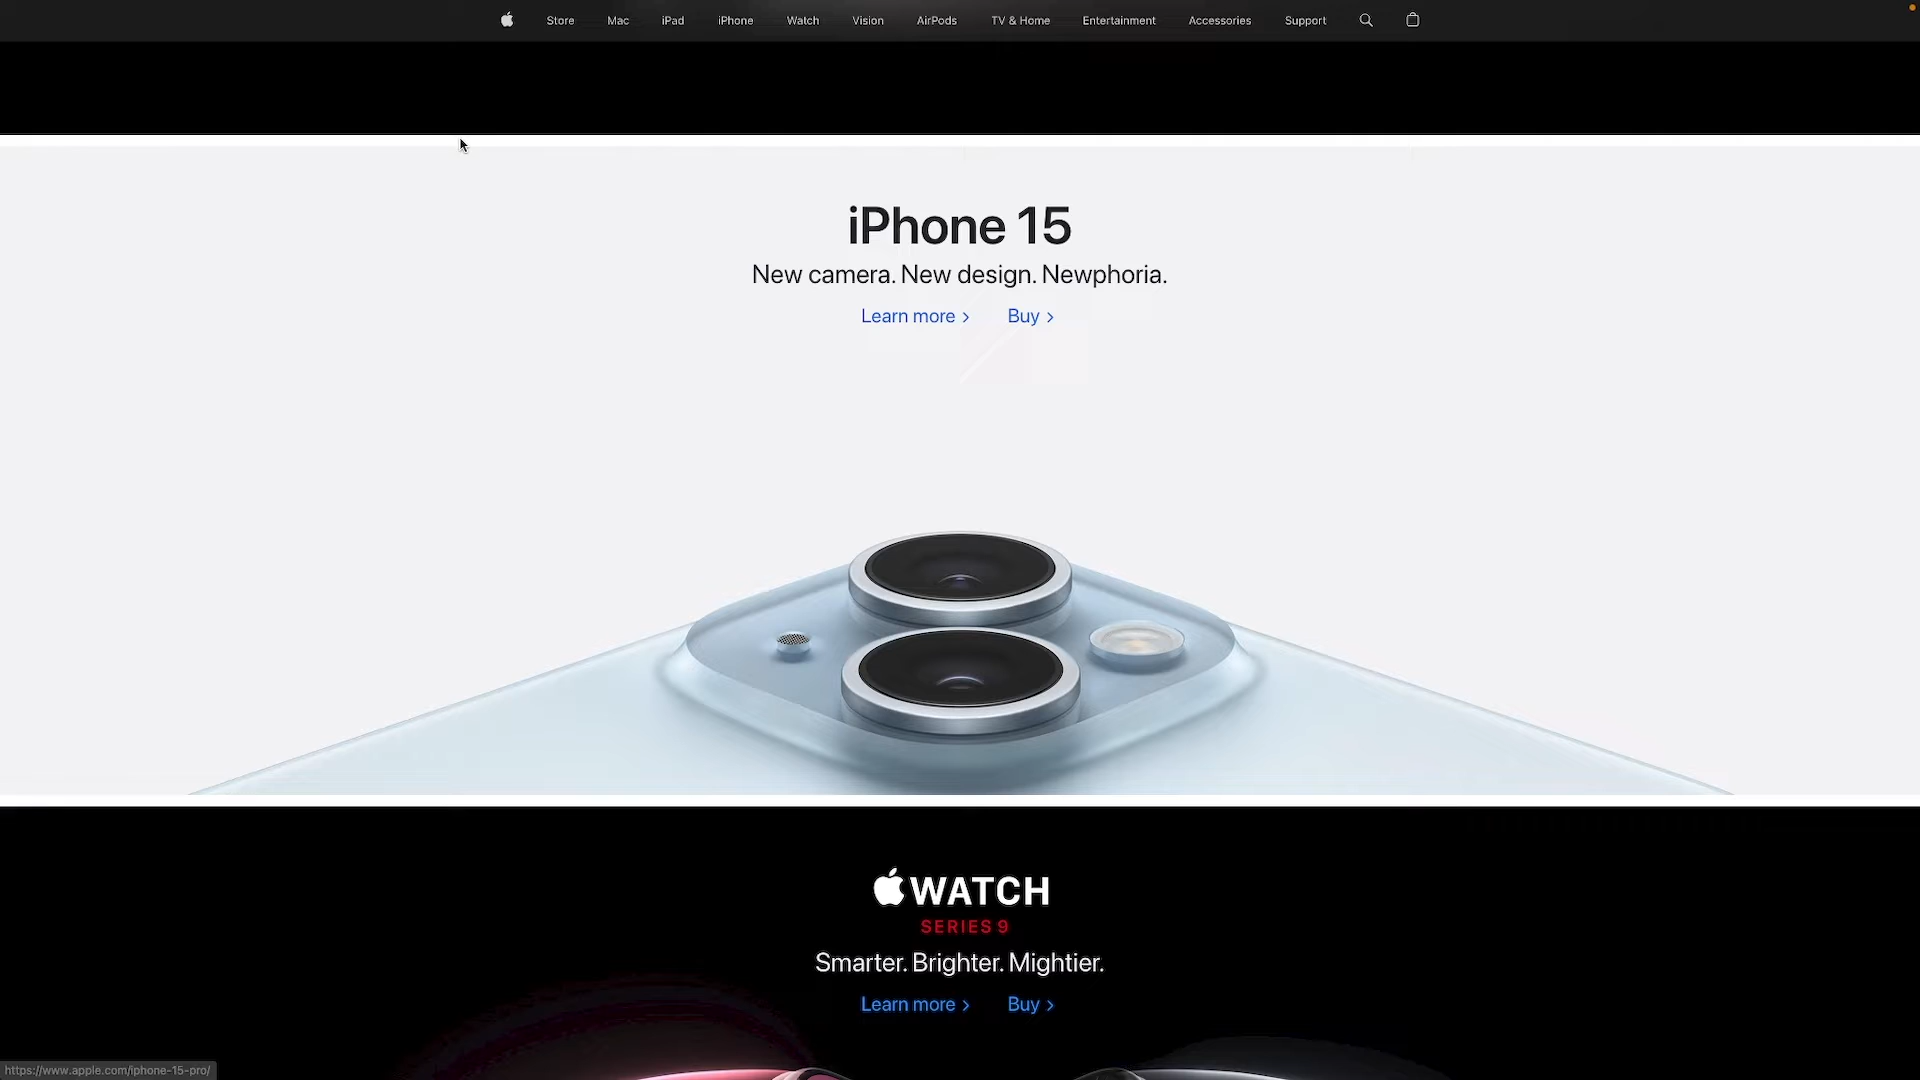 Store Mac iPad iPhone Watch Vision AirPods TV & Home Entertainment Accessories Support
iPhone 15
New camera. New design. Newphoria.
Learn more > Buy >
WATCH
SERIES 9
Smarter. Brighter. Mightier.
Learn more > Buy >
https://www.apple.com/iphone-15-pro/